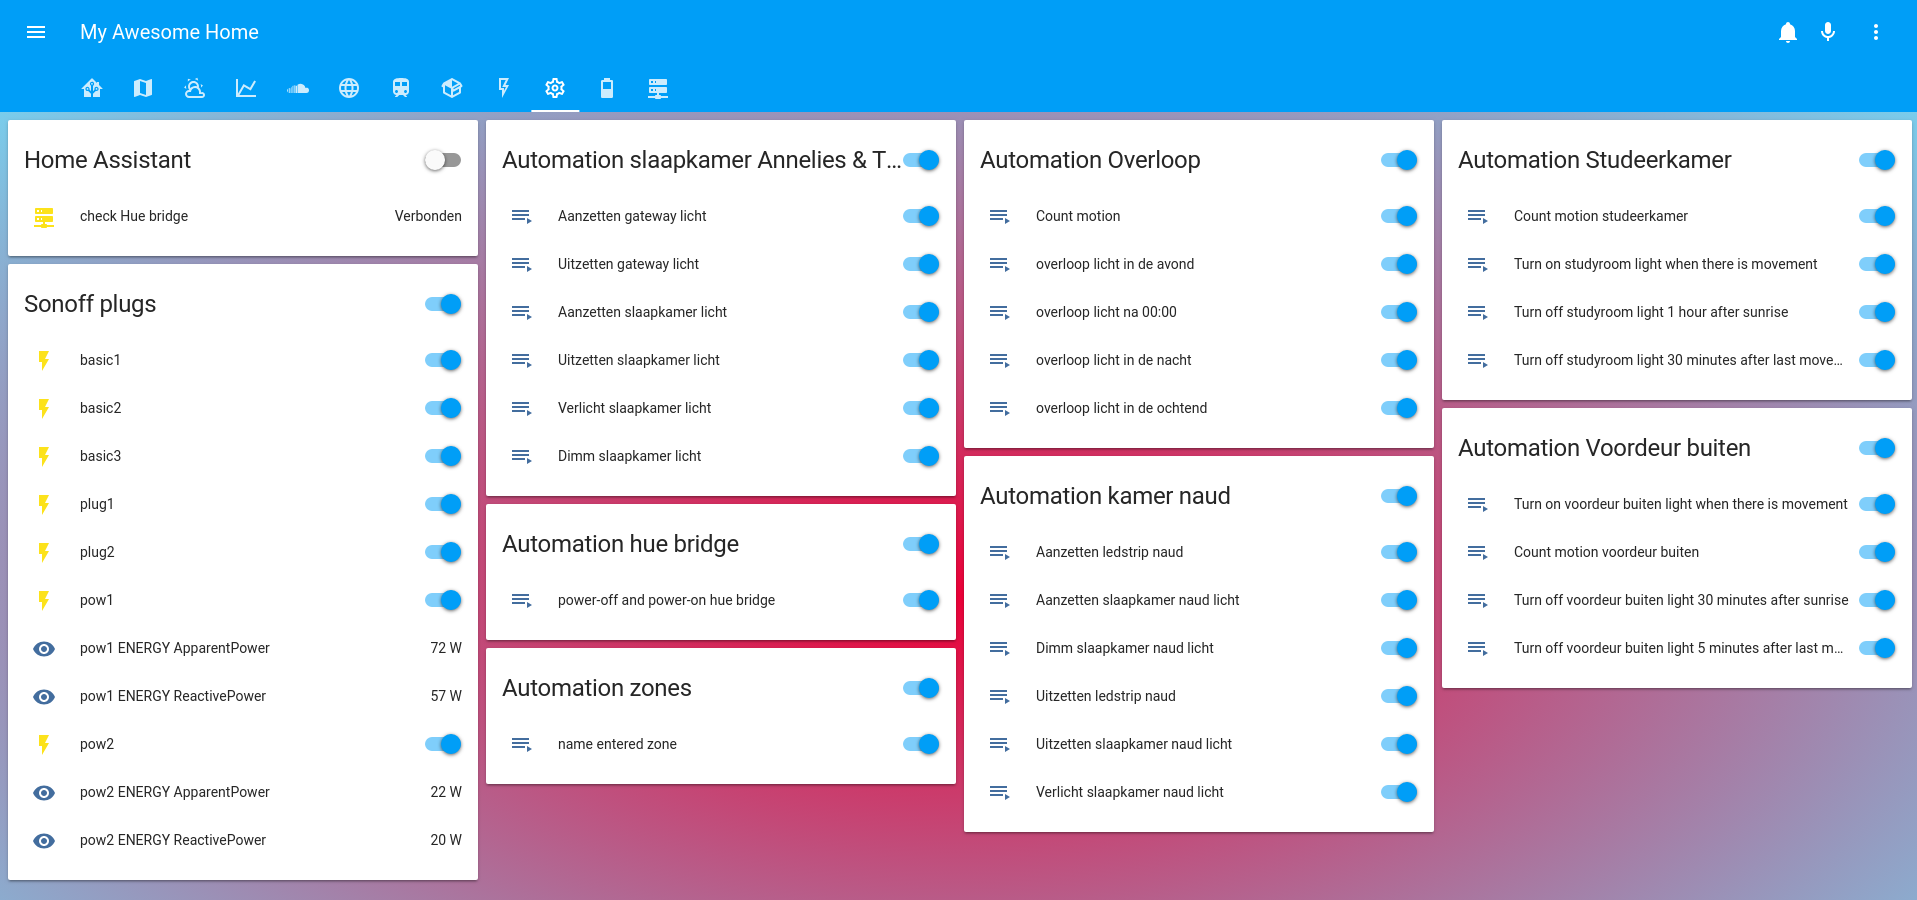 My Awesome Home
Home Assistant
check Hue bridge Verbonden
Sonoff plugs
basic1
basic2
basic3
plug1
plug2
pow1
pow1 ENERGY ApparentPower 72 W
pow1 ENERGY ReactivePower 57 W
pow2
pow2 ENERGY ApparentPower 22 W
pow2 ENERGY ReactivePower 20 W
Automation slaapkamer Annelies & T...
Aanzetten gateway licht
Uitzetten gateway licht
Aanzetten slaapkamer licht
Uitzetten slaapkamer licht
Verlicht slaapkamer licht
Dimm slaapkamer licht
Automation hue bridge
power-off and power-on hue bridge
Automation zones
name entered zone
Automation Overloop
Count motion
overloop licht in de avond
overloop licht na 00:00
overloop licht in de nacht
overloop licht in de ochtend
Automation kamer naud
Aanzetten ledstrip naud
Aanzetten slaapkamer naud licht
Dimm slaapkamer naud licht
Uitzetten ledstrip naud
Uitzetten slaapkamer naud licht
Verlicht slaapkamer naud licht
Automation Studeerkamer
Count motion studeerkamer
Turn on studyroom light when there is movement
Turn off studyroom light 1 hour after sunrise
Turn off studyroom light 30 minutes after last move...
Automation Voordeur buiten
Turn on voordeur buiten light when there is movement
Count motion voordeur buiten
Turn off voordeur buiten light 30 minutes after sunrise
Turn off voordeur buiten light 5 minutes after last m...